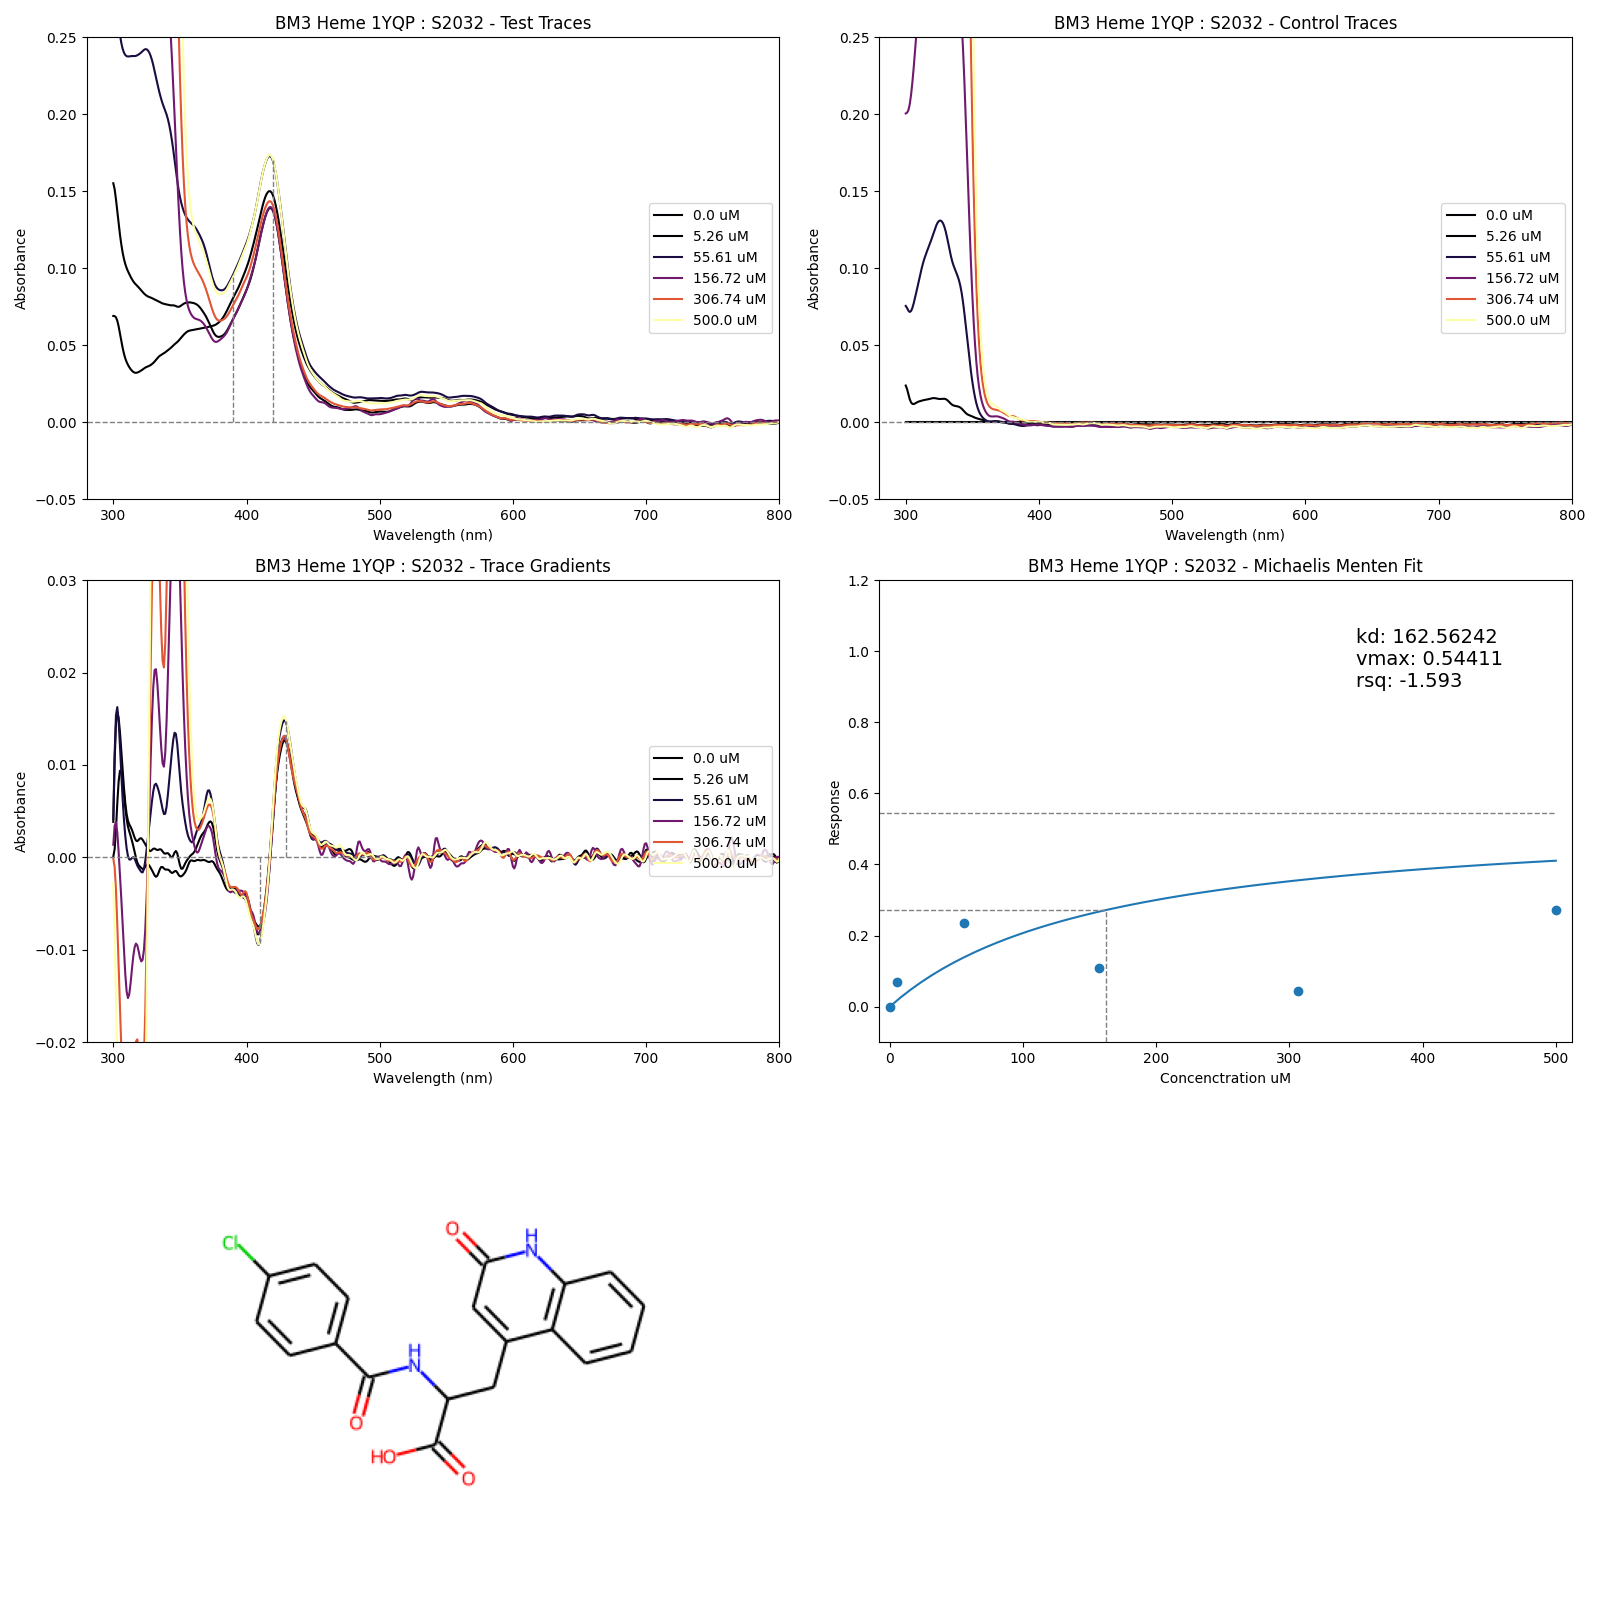 BM3 Heme 1YQP : S2032 - Test Traces
0.25
0.20
0.15
0.10
0.05
0.00
−0.05
Absorbance
300
400
500
600
700
800
Wavelength (nm)
0.0 uM
5.26 uM
55.61 uM
156.72 uM
306.74 uM
500.0 uM
BM3 Heme 1YQP : S2032 - Control Traces
0.25
0.20
0.15
0.10
0.05
0.00
−0.05
Absorbance
300
400
500
600
700
800
Wavelength (nm)
0.0 uM
5.26 uM
55.61 uM
156.72 uM
306.74 uM
500.0 uM
BM3 Heme 1YQP : S2032 - Trace Gradients
0.03
0.02
0.01
0.00
−0.01
−0.02
Absorbance
300
400
500
600
700
800
Wavelength (nm)
0.0 uM
5.26 uM
55.61 uM
156.72 uM
306.74 uM
500.0 uM
BM3 Heme 1YQP : S2032 - Michaelis Menten Fit
1.2
1.0
0.8
0.6
0.4
0.2
0.0
Response
0
100
200
300
400
500
Concenctration uM
kd: 162.56242
vmax: 0.54411
rsq: -1.593
Cl
O
H
N
H
N
O
HO
O